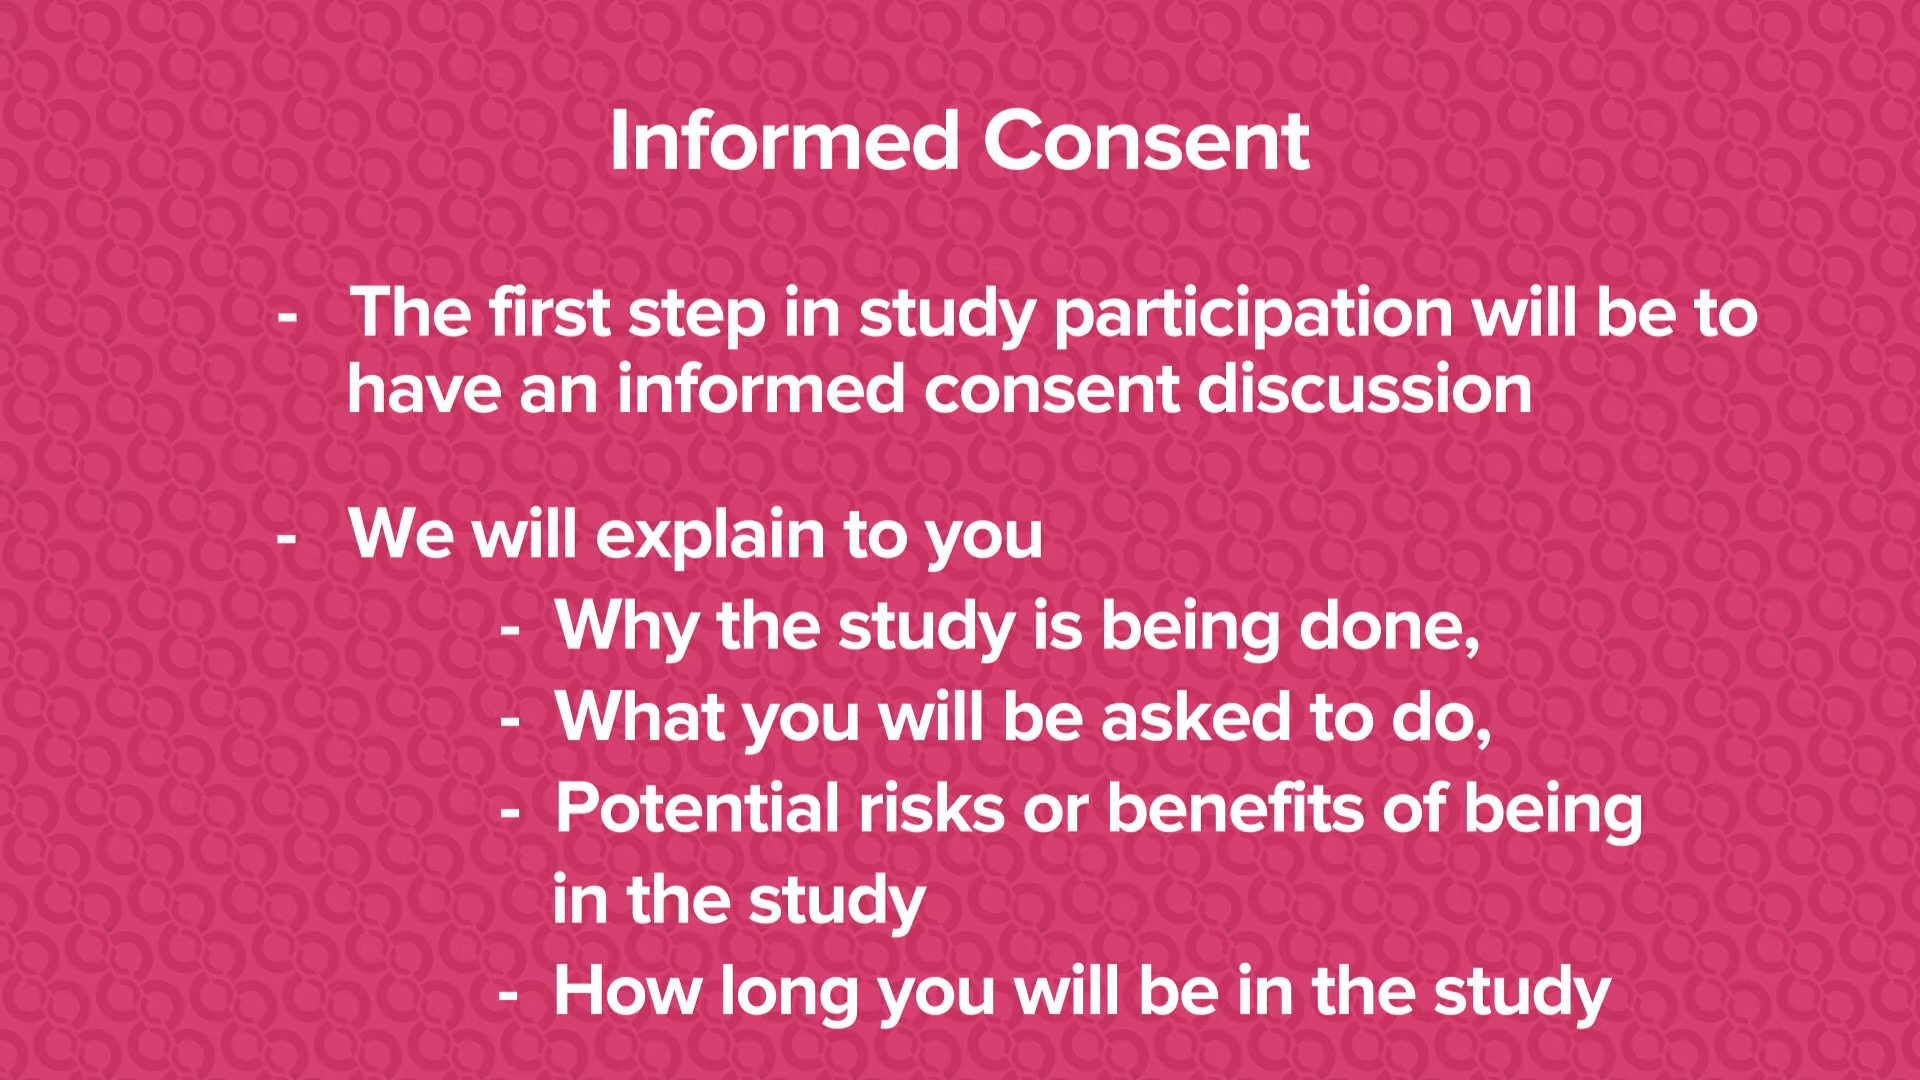 Informed Consent
- The first step in study participation will be to
have an informed consent discussion
- We will explain to you
- Why the study is being done,
- What you will be asked to do,
- Potential risks or benefits of being
in the study
- How long you will be in the study